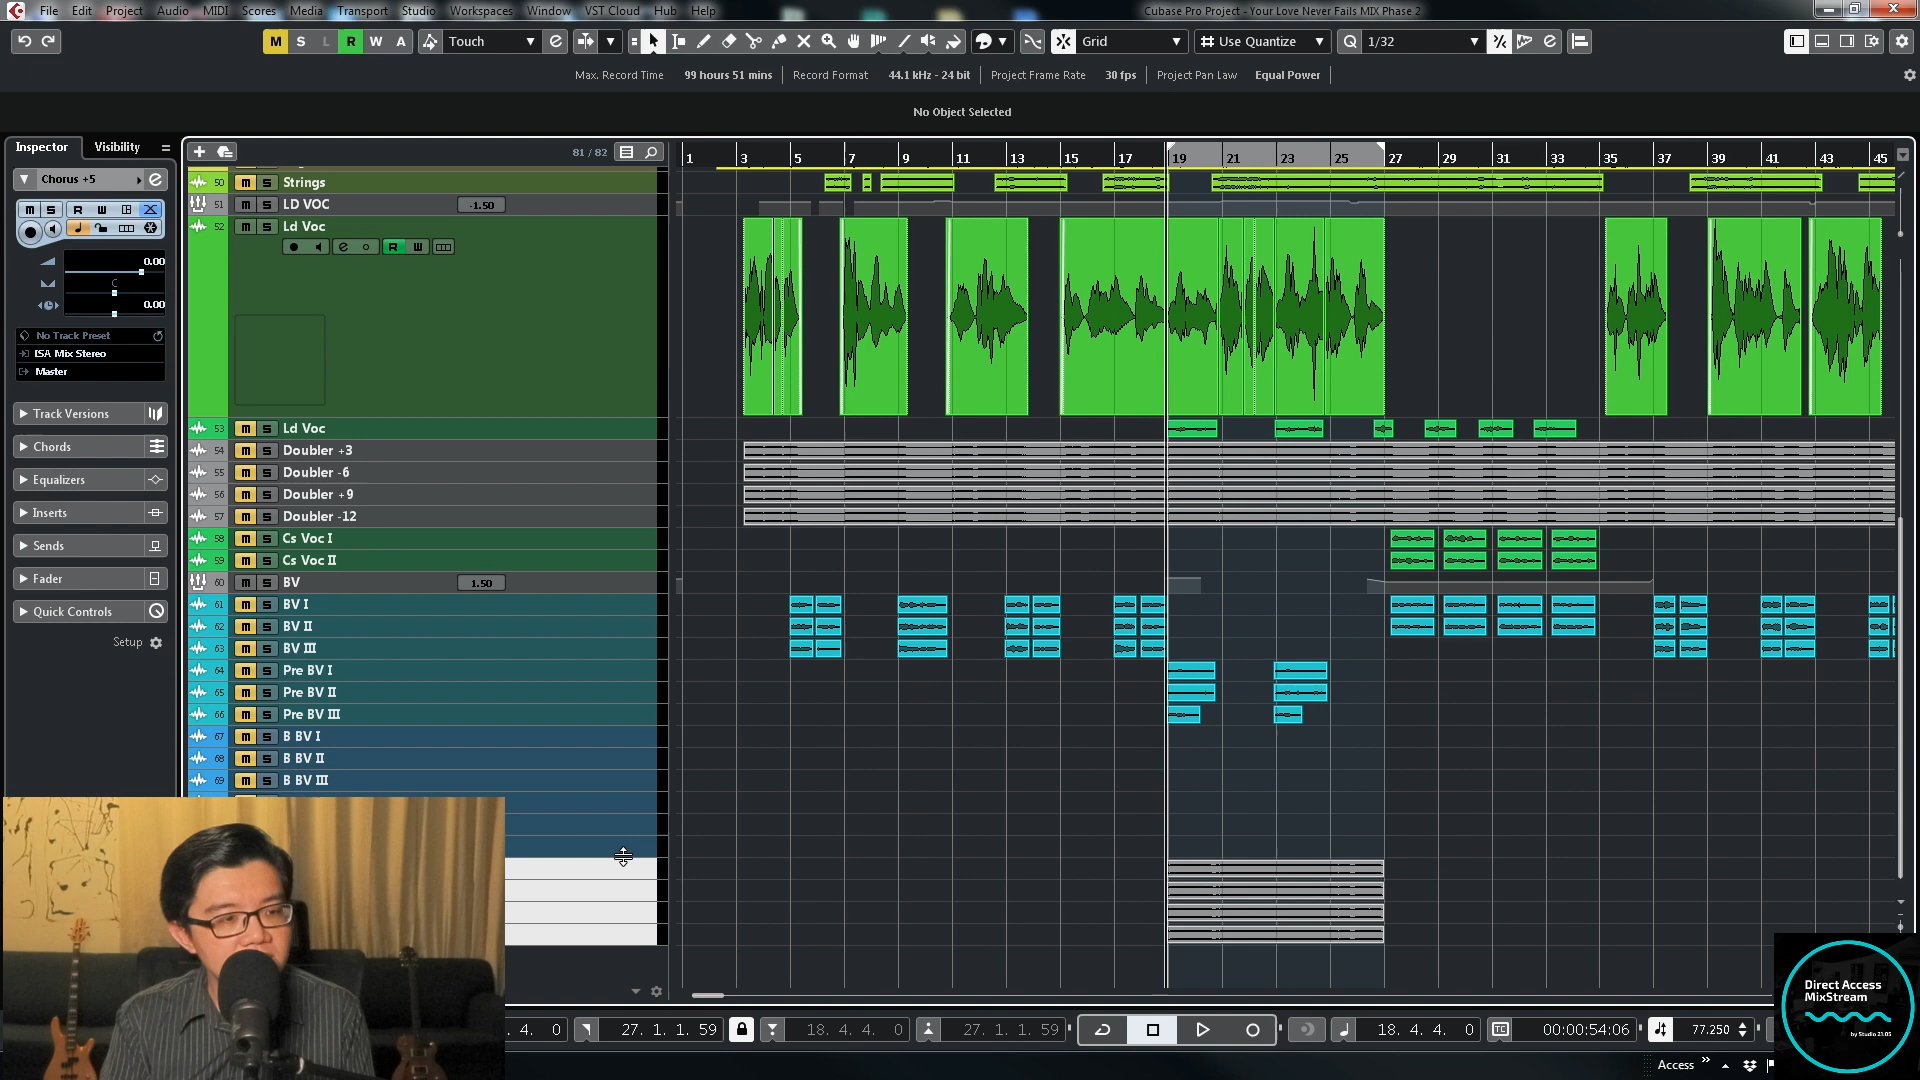 File Edit Project Audio MIDI Scores Media Transport Studio Workspaces Window VST Cloud Hub Help
Cubase Pro Project - Your Love Never Fails MIX Phase 2
M S L R W A Touch Grid Use Quantize Q 1/32
Max. Record Time 99 hours 51 mins Record Format 44.1 kHz - 24 bit Project Frame Rate 30 fps Project Pan Law Equal Power
No Object Selected
Inspector Visibility
81 / 82
1 3 5 7 9 11 13 15 17 19 21 23 25 27 29 31 33 35 37 39 41 43 45
Chorus +5
M S R W
0.00
C
0.00
No Track Preset
ISA Mix Stereo
Master
Track Versions
Chords
Equalizers
Inserts
Sends
Fader
Quick Controls
Setup
50 m s Strings
51 m s LD VOC -1.50
52 m s Ld Voc
R W
53 m s Ld Voc
54 m s Doubler +3
55 m s Doubler -6
56 m s Doubler +9
57 m s Doubler -12
58 m s Cs Voc I
59 m s Cs Voc II
60 m s BV 1.50
61 m s BV I
62 m s BV II
63 m s BV III
64 m s Pre BV I
65 m s Pre BV II
66 m s Pre BV III
67 m s B BV I
68 m s B BV II
69 m s B BV III
. 4. 0 27. 1. 1. 59 18. 4. 4. 0 27. 1. 1. 59 18. 4. 4. 0 TC 00:00:54:06 77.250
Access »
Direct Access
MixStream
by Studio 21:05